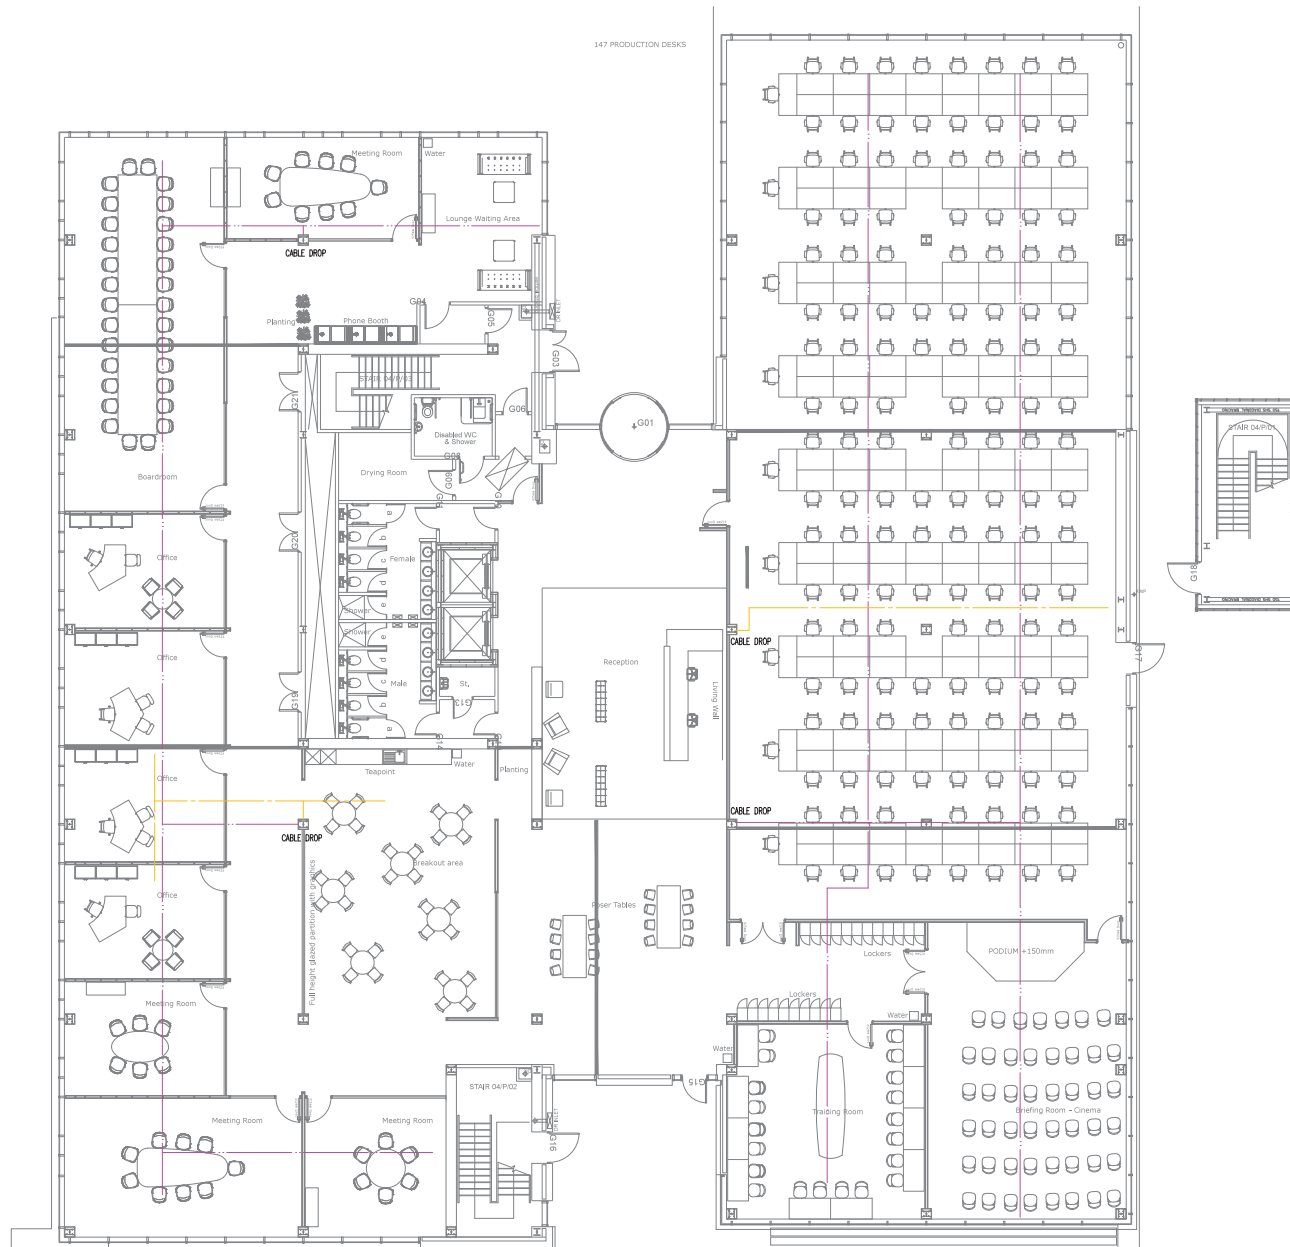 147 PRODUCTION DESKS
Meeting Room
Water
Lounge Waiting Area
CABLE DROP
G04
G05
Planting
Phone Booth
G03
STAIR 04/P/03
G21
G06
G01
Disabled WC
& Shower
G08
G09
Drying Room
Boardroom
STAIR 04/P/01
G18
G20
Office
a
b
Female
c
d
e
Shower
Shower
e
Office
d
c
Male
b
a
St.
G13
G19
G14
Reception
Living Wall
CABLE DROP
G17
Teapoint
Water
Planting
Office
CABLE DROP
CABLE DROP
Breakout area
Full height glazed partition with graphics
Office
Poser Tables
Lockers
PODIUM +150mm
Meeting Room
Lockers
Water
Water
STAIR 04/P/02
G15
Training Room
Briefing Room - Cinema
Meeting Room
Meeting Room
G16